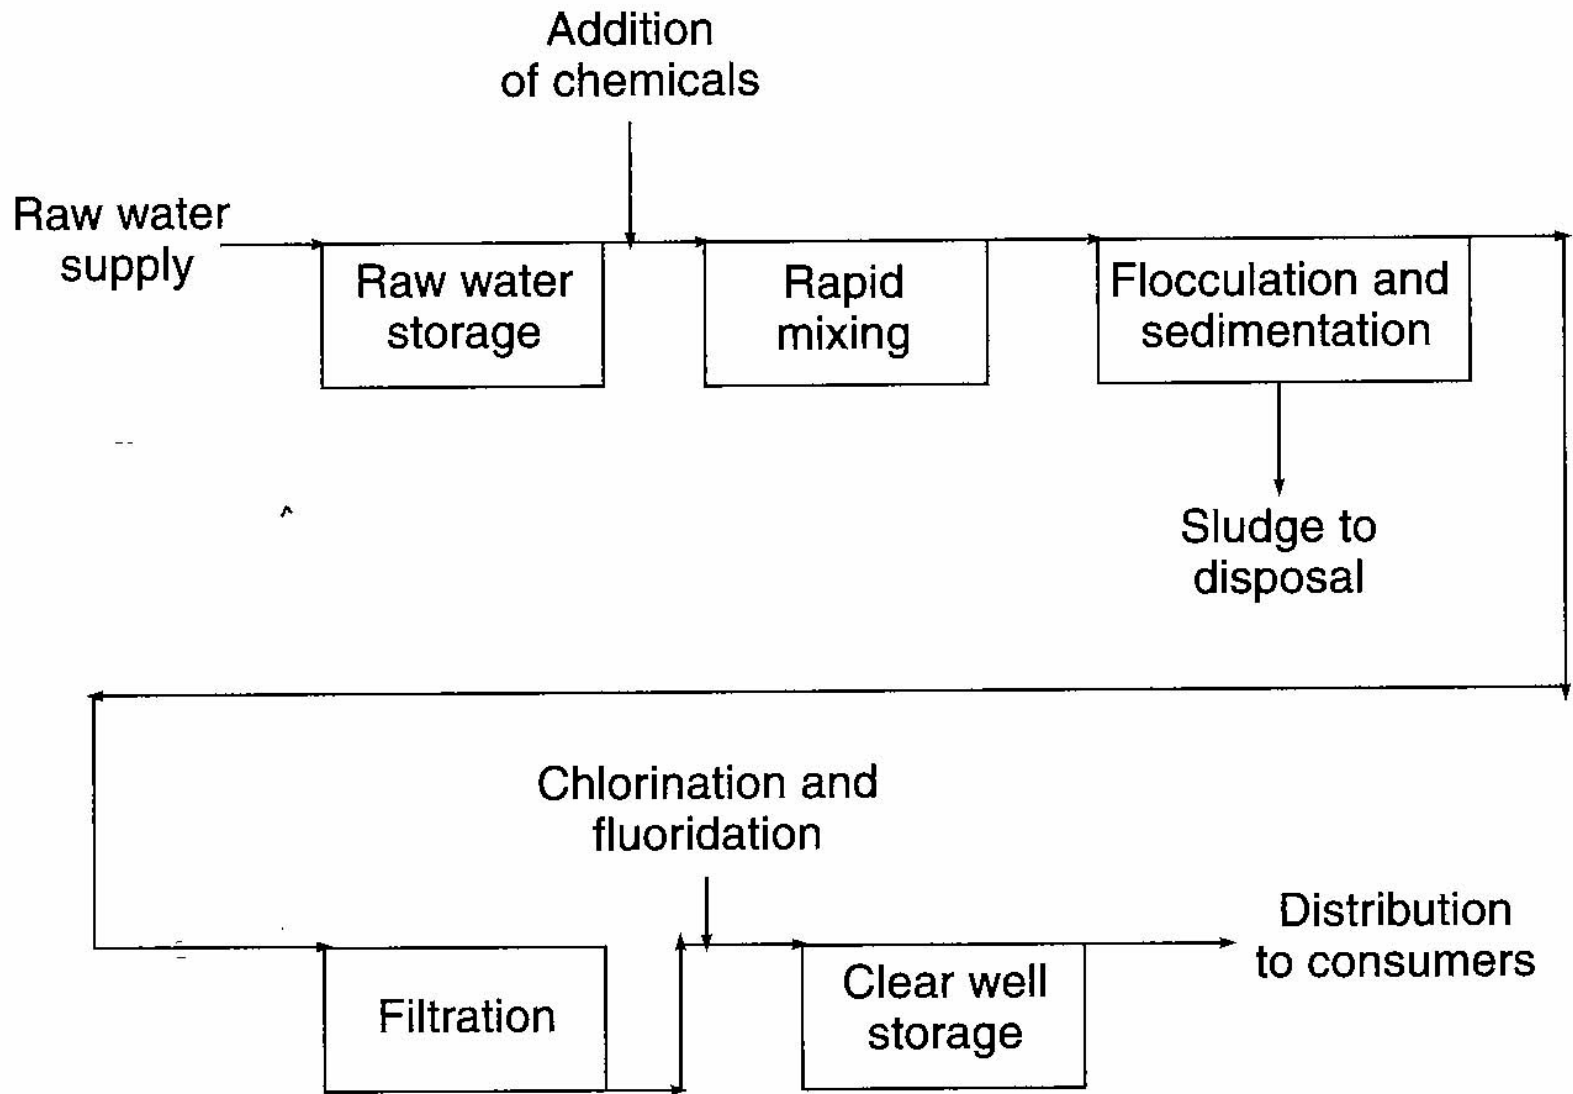 Addition
of chemicals
Raw water
supply
Raw water
storage
Rapid
mixing
Flocculation and
sedimentation
Sludge to
disposal
Chlorination and
fluoridation
Filtration
Clear well
storage
Distribution
to consumers